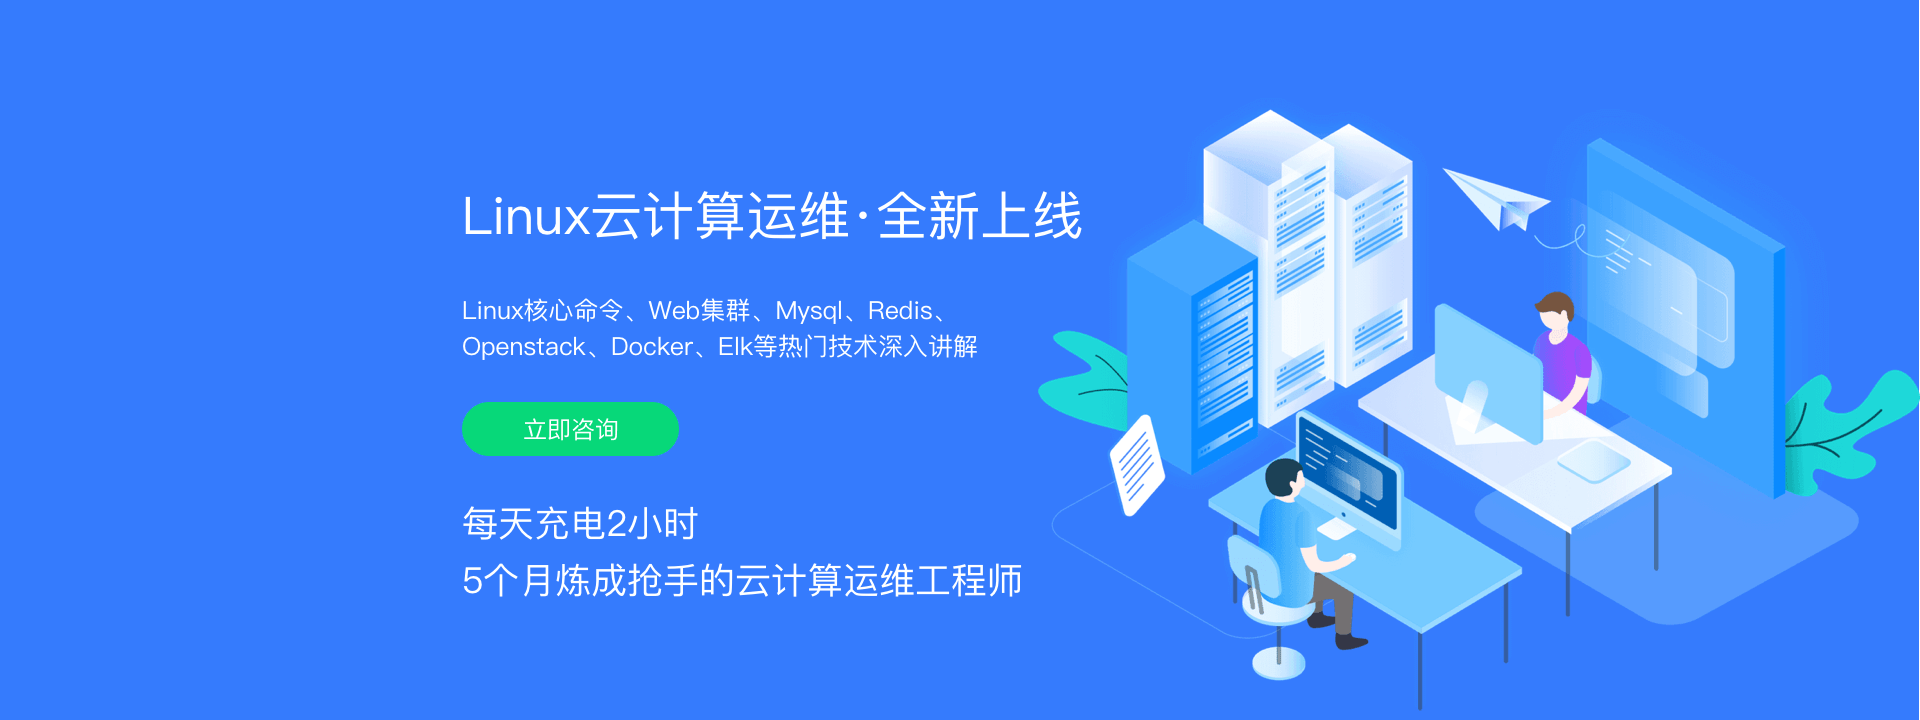 Linux云计算运维·全新上线
Linux核心命令、Web集群、Mysql、Redis、
Openstack、Docker、Elk等热门技术深入讲解
立即咨询
每天充电2小时
5个月炼成抢手的云计算运维工程师